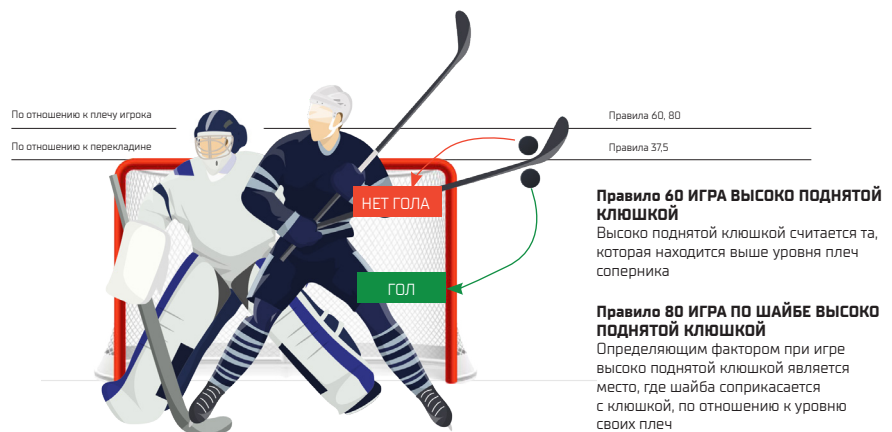 По отношению к плечу игрока
Правила 60, 80
По отношению к перекладине
Правила 37,5
НЕТ ГОЛА
ГОЛ
Правило 60 ИГРА ВЫСОКО ПОДНЯТОЙ
КЛЮШКОЙ
Высоко поднятой клюшкой считается та,
которая находится выше уровня плеч
соперника
Правило 80 ИГРА ПО ШАЙБЕ ВЫСОКО
ПОДНЯТОЙ КЛЮШКОЙ
Определяющим фактором при игре
высоко поднятой клюшкой является
место, где шайба соприкасается
с клюшкой, по отношению к уровню
своих плеч